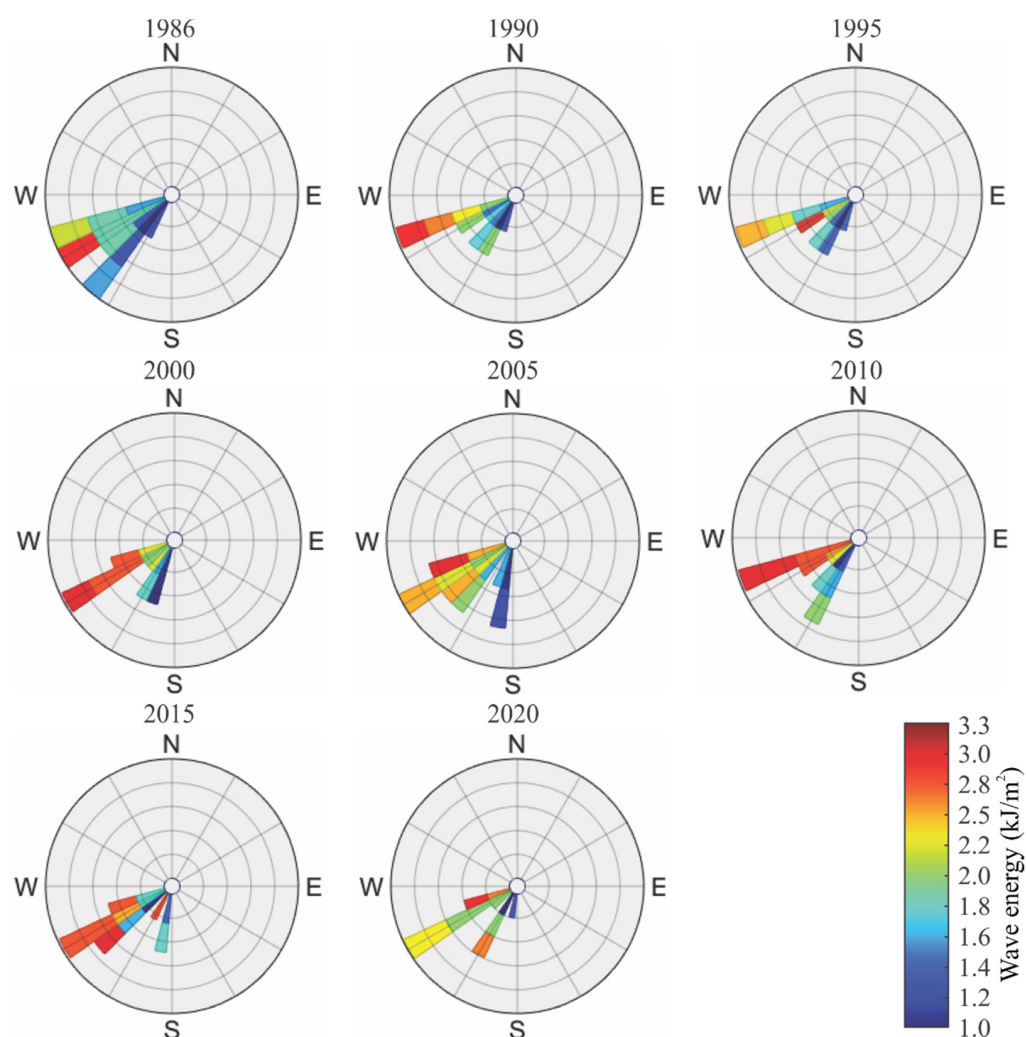 1986 1990 1995
N N N
W E W E W E
S S S
2000 2005 2010
N N N
W E W E W E
S S S
2015 2020
N N
W E W E
S S
3.3
3.0
2.8
2.5
2.2
2.0
1.8
1.6
1.4
1.2
1.0
Wave energy (kJ/m²)